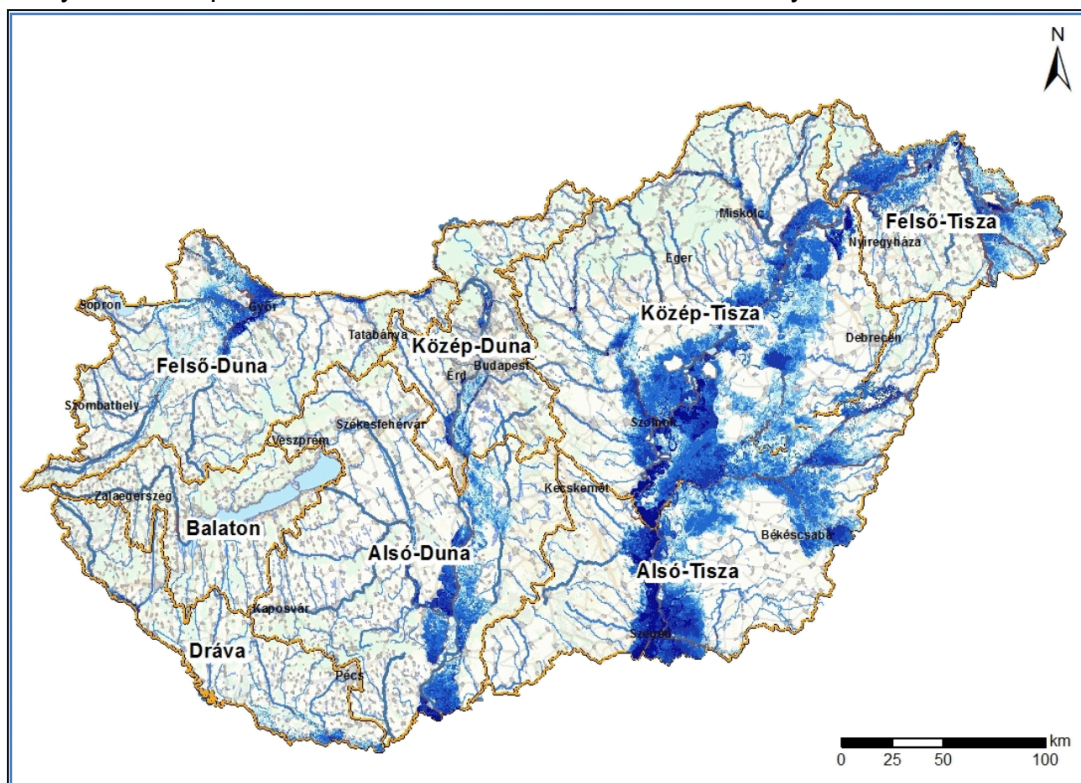 N
Miskolc
Felső-Tisza
Nyíregyháza
Eger
Sopron
Győr
Közép-Tisza
Tatabánya
Közép-Duna
Debrecen
Felső-Duna
Budapest
Érd
Szombathely
Székesfehérvár
Szolnok
Veszprém
Zalaegerszeg
Kecskemét
Balaton
Békéscsaba
Alsó-Duna
Alsó-Tisza
Kaposvár
Szeged
Dráva
Pécs
km
0 25 50 100